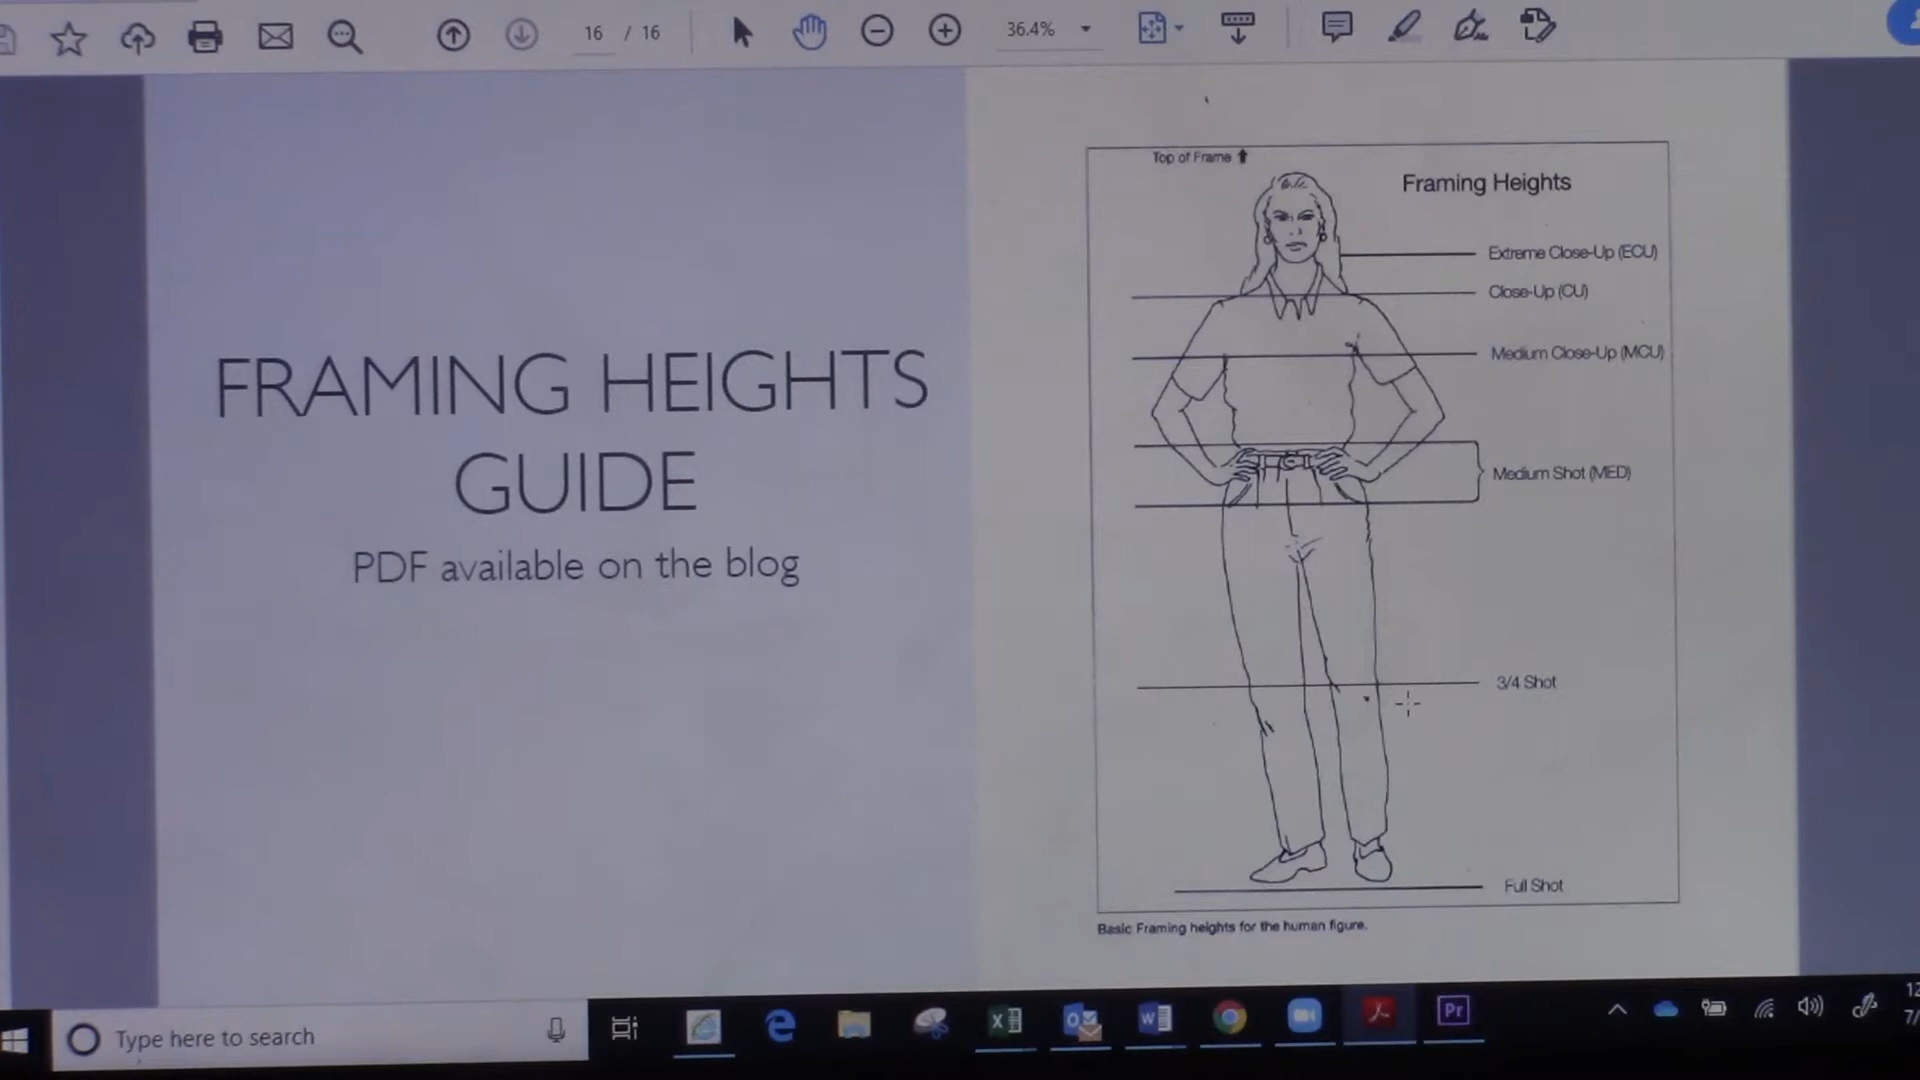 16 / 16
36.4%
FRAMING HEIGHTS
GUIDE
PDF available on the blog
Top of Frame
Framing Heights
Extreme Close-Up (ECU)
Close-Up (CU)
Medium Close-Up (MCU)
Medium Shot (MED)
3/4 Shot
Full Shot
Basic Framing heights for the human figure.
Type here to search
Pr